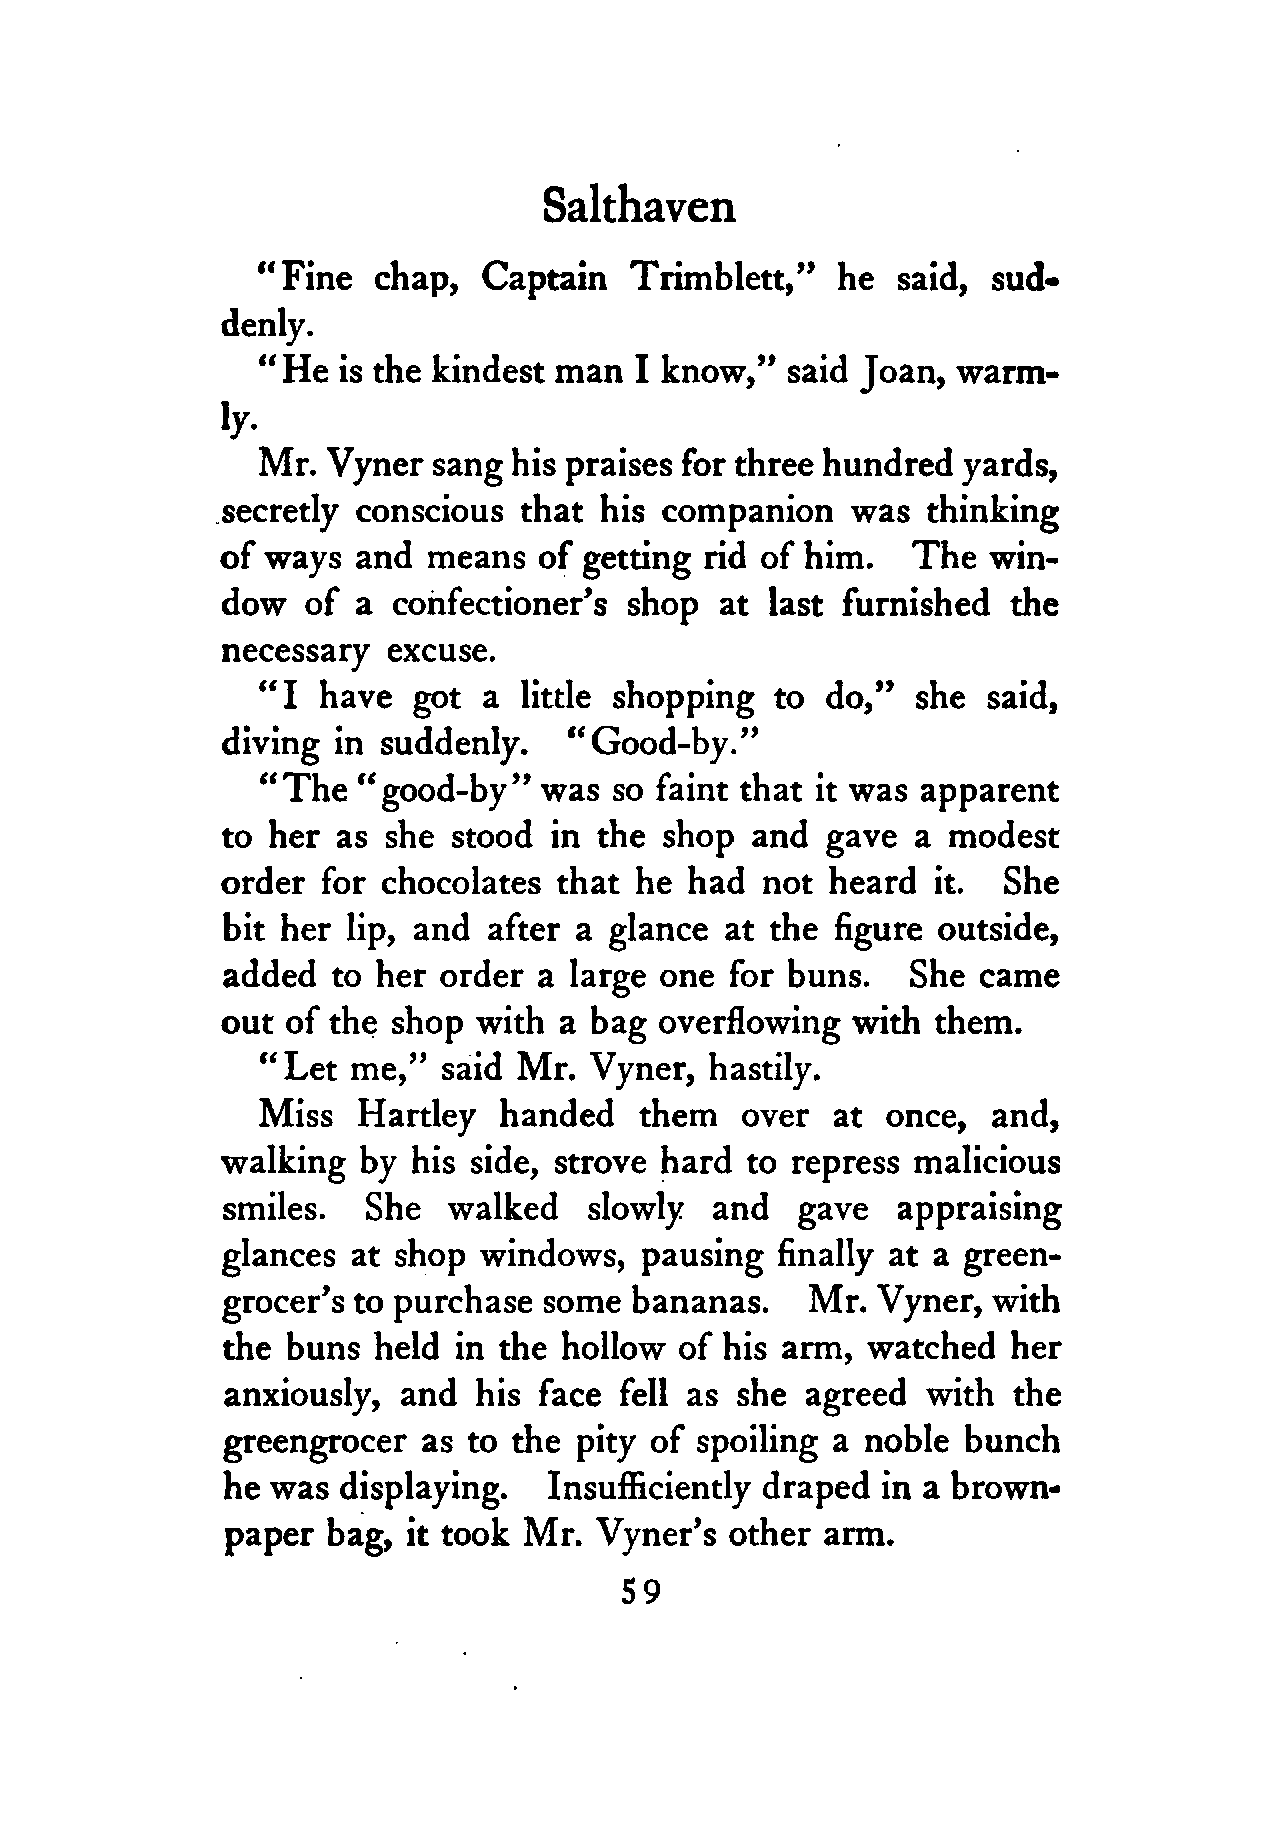 Salthaven
"Fine chap, Captain Trimblett," he said, sud-
denly.
"He is the kindest man I know," said Joan, warm-
ly.
Mr. Vyner sang his praises for three hundred yards,
secretly conscious that his companion was thinking
of ways and means of getting rid of him. The win-
dow of a confectioner's shop at last furnished the
necessary excuse.
"I have got a little shopping to do," she said,
diving in suddenly. "Good-by."
"The "good-by" was so faint that it was apparent
to her as she stood in the shop and gave a modest
order for chocolates that he had not heard it. She
bit her lip, and after a glance at the figure outside,
added to her order a large one for buns. She came
out of the shop with a bag overflowing with them.
"Let me," said Mr. Vyner, hastily.
Miss Hartley handed them over at once, and,
walking by his side, strove hard to repress malicious
smiles. She walked slowly and gave appraising
glances at shop windows, pausing finally at a green-
grocer's to purchase some bananas. Mr. Vyner, with
the buns held in the hollow of his arm, watched her
anxiously, and his face fell as she agreed with the
greengrocer as to the pity of spoiling a noble bunch
he was displaying. Insufficiently draped in a brown-
paper bag, it took Mr. Vyner's other arm.
59